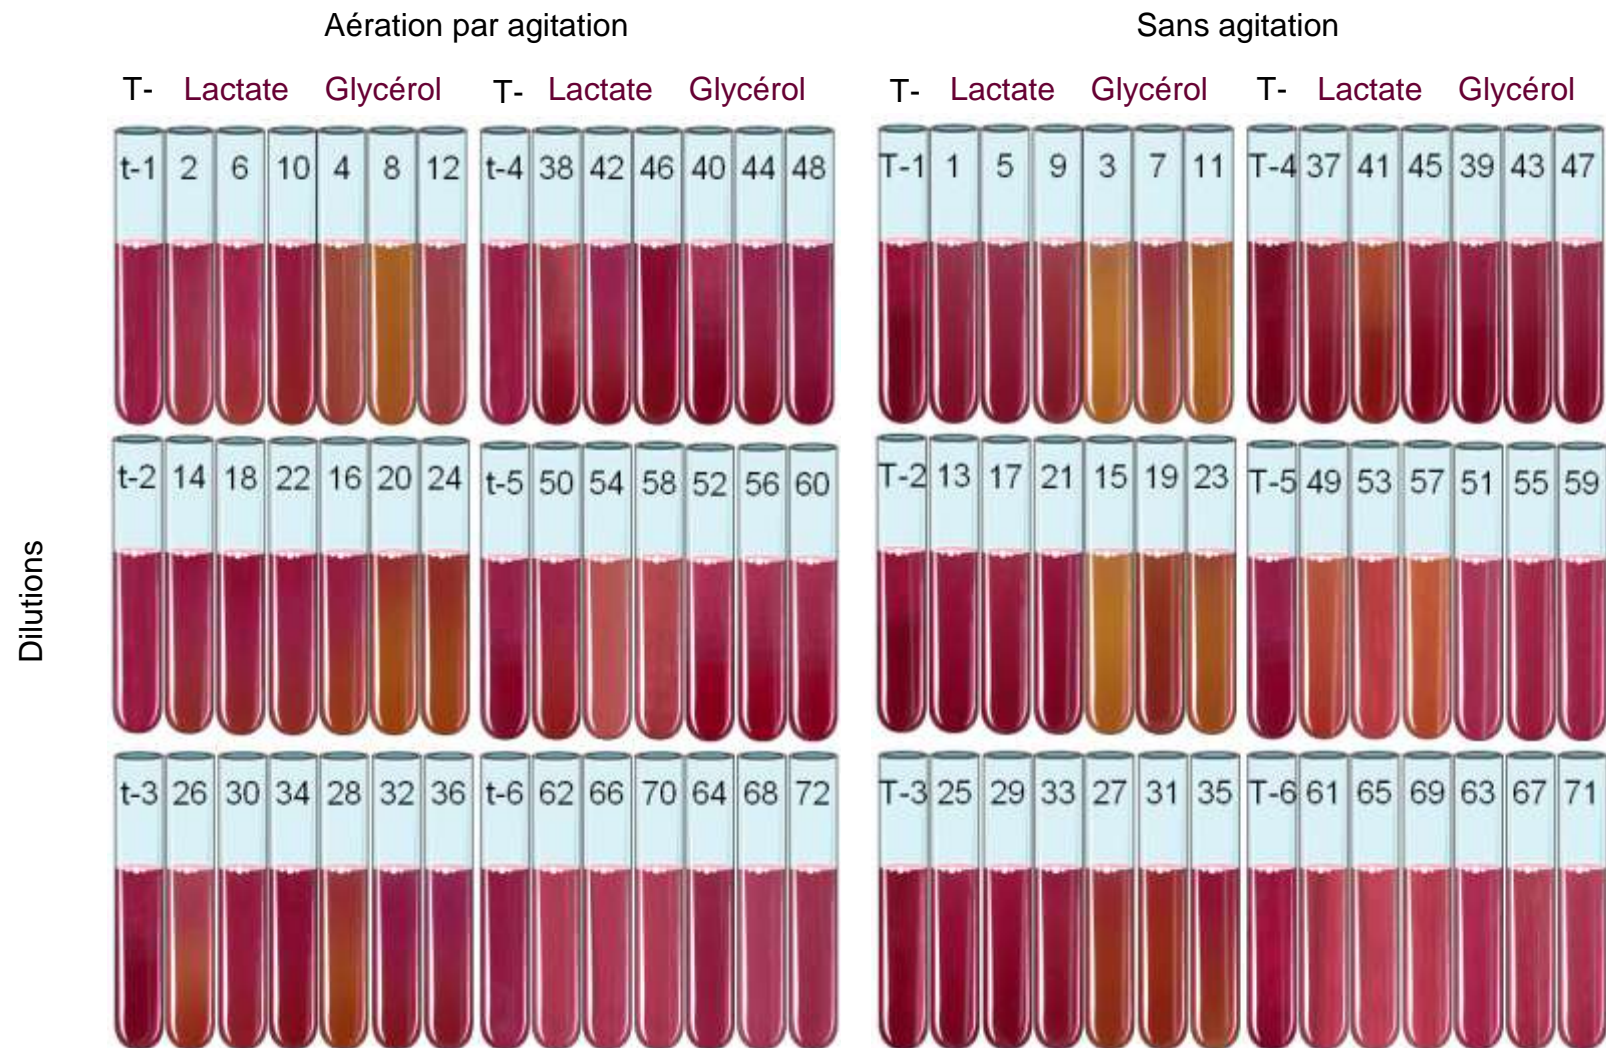 Aération par agitation Sans agitation
T- Lactate Glycérol T- Lactate Glycérol T- Lactate Glycérol T- Lactate Glycérol
t-1 2 6 10 4 8 12 t-4 38 42 46 40 44 48 T-1 1 5 9 3 7 11 T-4 37 41 45 39 43 47
t-2 14 18 22 16 20 24 t-5 50 54 58 52 56 60 T-2 13 17 21 15 19 23 T-5 49 53 57 51 55 59
Dilutions
t-3 26 30 34 28 32 36 t-6 62 66 70 64 68 72 T-3 25 29 33 27 31 35 T-6 61 65 69 63 67 71